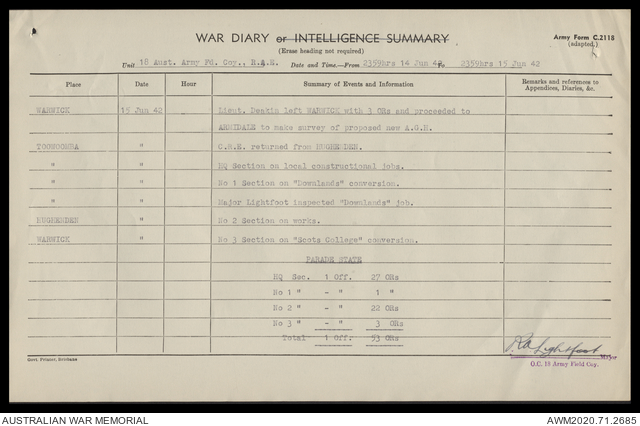 WAR DIARY or INTELLIGENCE SUMMARY
Army Form C.2118
(adapted.)
(Erase heading not required)
Unit 18 Aust. Army Fd. Coy., R.A.E. Date and Time.—From 2359hrs 14 Jun 42 2359hrs 15 Jun 42
Place Date Hour Summary of Events and Information Remarks and references to
Appendices, Diaries, &c.
WARWICK 15 Jun 42 Lieut. Deakin left WARWICK with 3 ORs and proceeded to
ARMIDALE to make survey of proposed new A.G.H.
TOOWOOMBA " C.R.E. returned from HUGHENDEN.
" " HQ Section on local constructional jobs.
" " No 1 Section on "Downlands" conversion.
" " Major Lightfoot inspected "Downlands" job.
HUGHENDEN " No 2 Section on works.
WARWICK " No 3 Section on "Scots College" conversion.
PARADE STATE
HQ Sec. 1 Off. 27 ORs
No 1 " - " 1 "
No 2 " - " 22 ORs
No 3 " - " 3 ORs
Total 1 Off. 53 ORs
Lightfoot Major
O.C. 18 Army Field Coy.
Govt. Printer, Brisbane
AUSTRALIAN WAR MEMORIAL AWM2020.71.2685